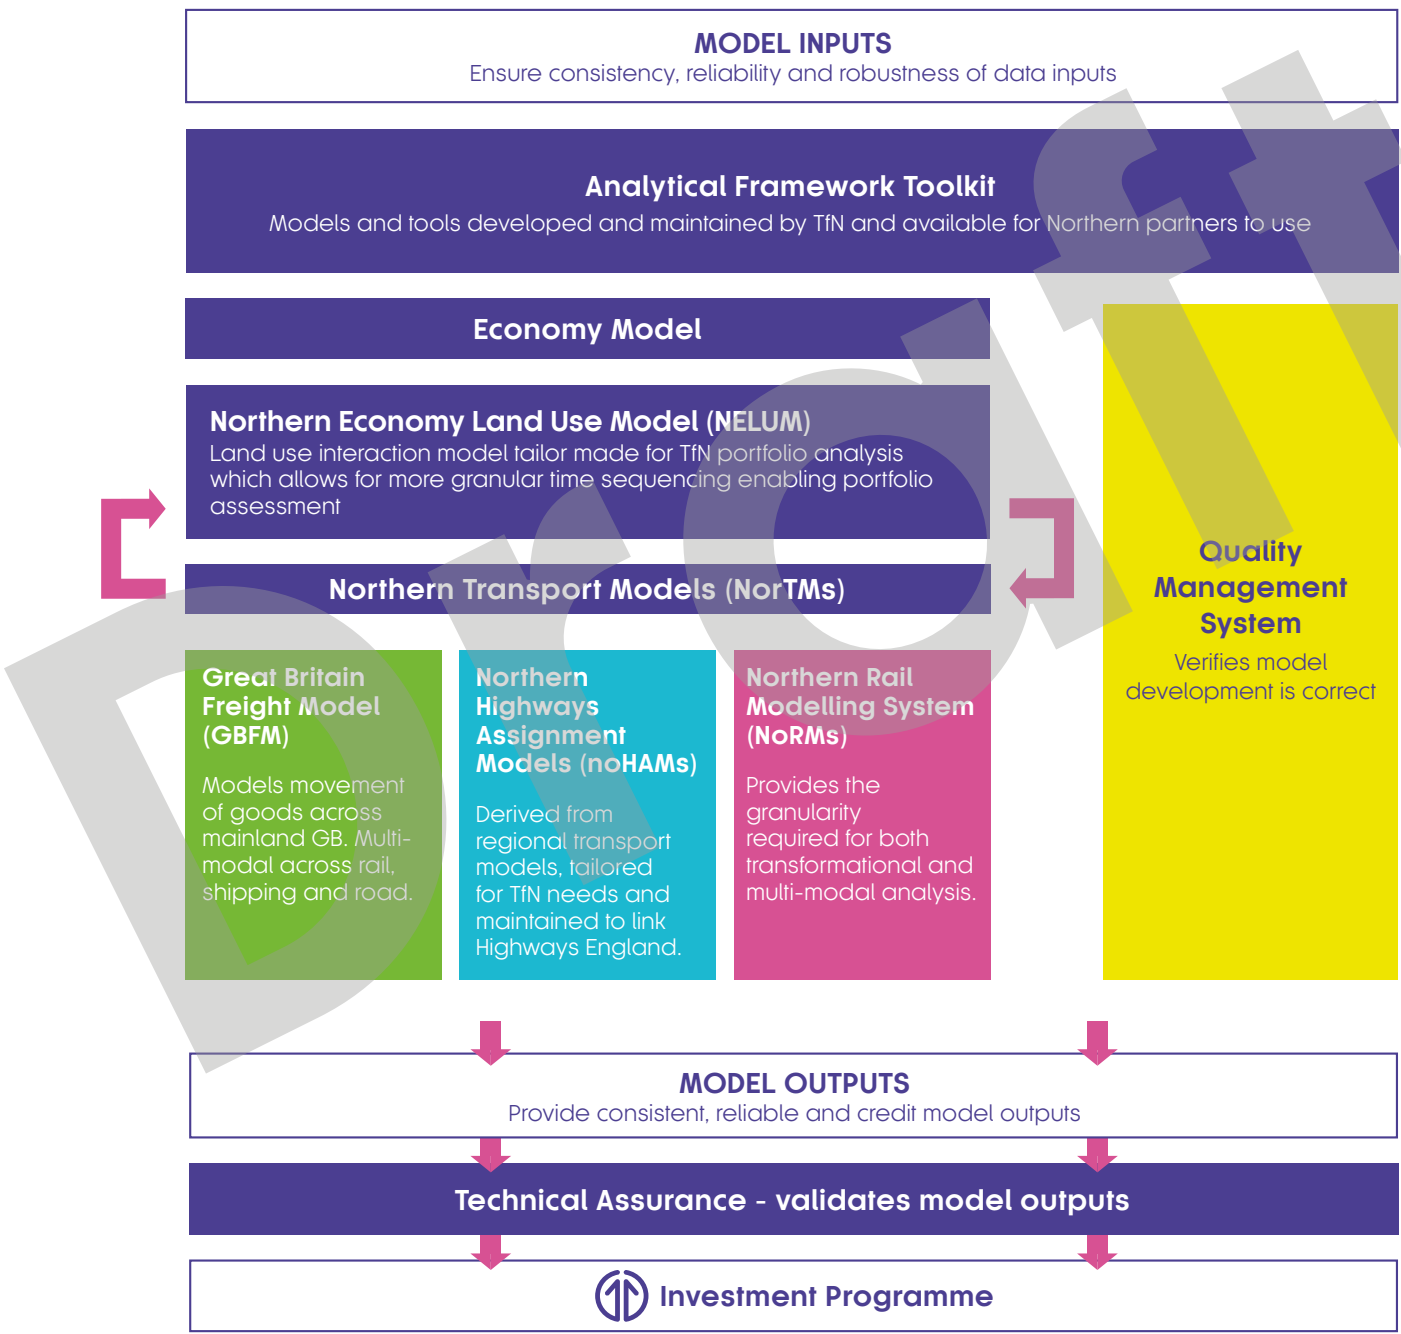 MODEL INPUTS
Ensure consistency, reliability and robustness of data inputs
Analytical Framework Toolkit
Models and tools developed and maintained by TfN and available for Northern partners to use
Economy Model
Northern Economy Land Use Model (NELUM)
Land use interaction model tailor made for TfN portfolio analysis
which allows for more granular time sequencing enabling portfolio
assessment
Northern Transport Models (NorTMs)
Great Britain
Freight Model
(GBFM)
Models movement
of goods across
mainland GB. Multi-
modal across rail,
shipping and road.
Northern
Highways
Assignment
Models (noHAMs)
Derived from
regional transport
models, tailored
for TfN needs and
maintained to link
Highways England.
Northern Rail
Modelling System
(NoRMs)
Provides the
granularity
required for both
transformational and
multi-modal analysis.
Quality
Management
System
Verifies model
development is correct
MODEL OUTPUTS
Provide consistent, reliable and credit model outputs
Technical Assurance - validates model outputs
Investment Programme
Draft